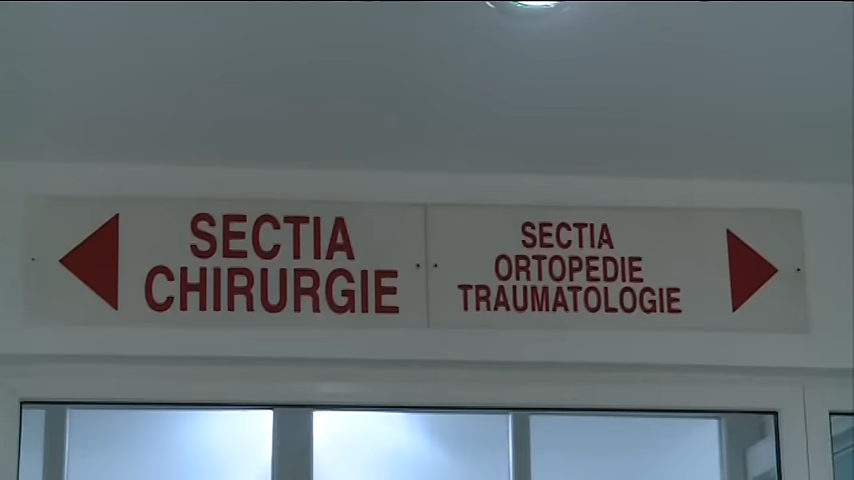 SECTIA
CHIRURGIE
SECTIA
ORTOPEDIE
TRAUMATOLOGIE